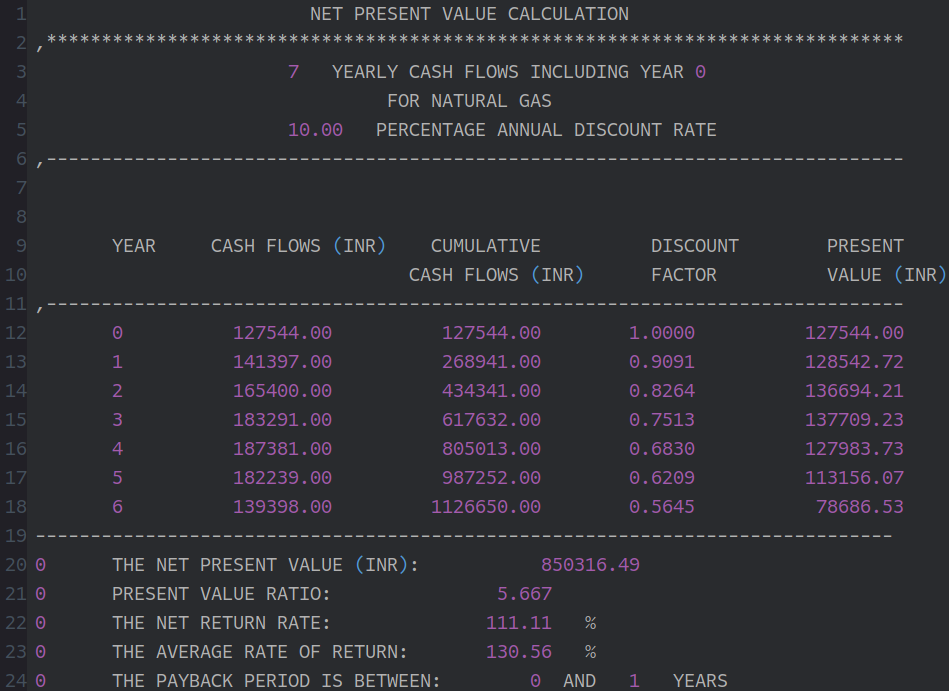 1 NET PRESENT VALUE CALCULATION
2 ,******************************************************************************
3 7 YEARLY CASH FLOWS INCLUDING YEAR 0
4 FOR NATURAL GAS
5 10.00 PERCENTAGE ANNUAL DISCOUNT RATE
6 ,------------------------------------------------------------------------------
7
8
9 YEAR CASH FLOWS (INR) CUMULATIVE DISCOUNT PRESENT
10 CASH FLOWS (INR) FACTOR VALUE (INR)
11 ,------------------------------------------------------------------------------
12 0 127544.00 127544.00 1.0000 127544.00
13 1 141397.00 268941.00 0.9091 128542.72
14 2 165400.00 434341.00 0.8264 136694.21
15 3 183291.00 617632.00 0.7513 137709.23
16 4 187381.00 805013.00 0.6830 127983.73
17 5 182239.00 987252.00 0.6209 113156.07
18 6 139398.00 1126650.00 0.5645 78686.53
19 ------------------------------------------------------------------------------
20 0 THE NET PRESENT VALUE (INR): 850316.49
21 0 PRESENT VALUE RATIO: 5.667
22 0 THE NET RETURN RATE: 111.11 %
23 0 THE AVERAGE RATE OF RETURN: 130.56 %
24 0 THE PAYBACK PERIOD IS BETWEEN: 0 AND 1 YEARS